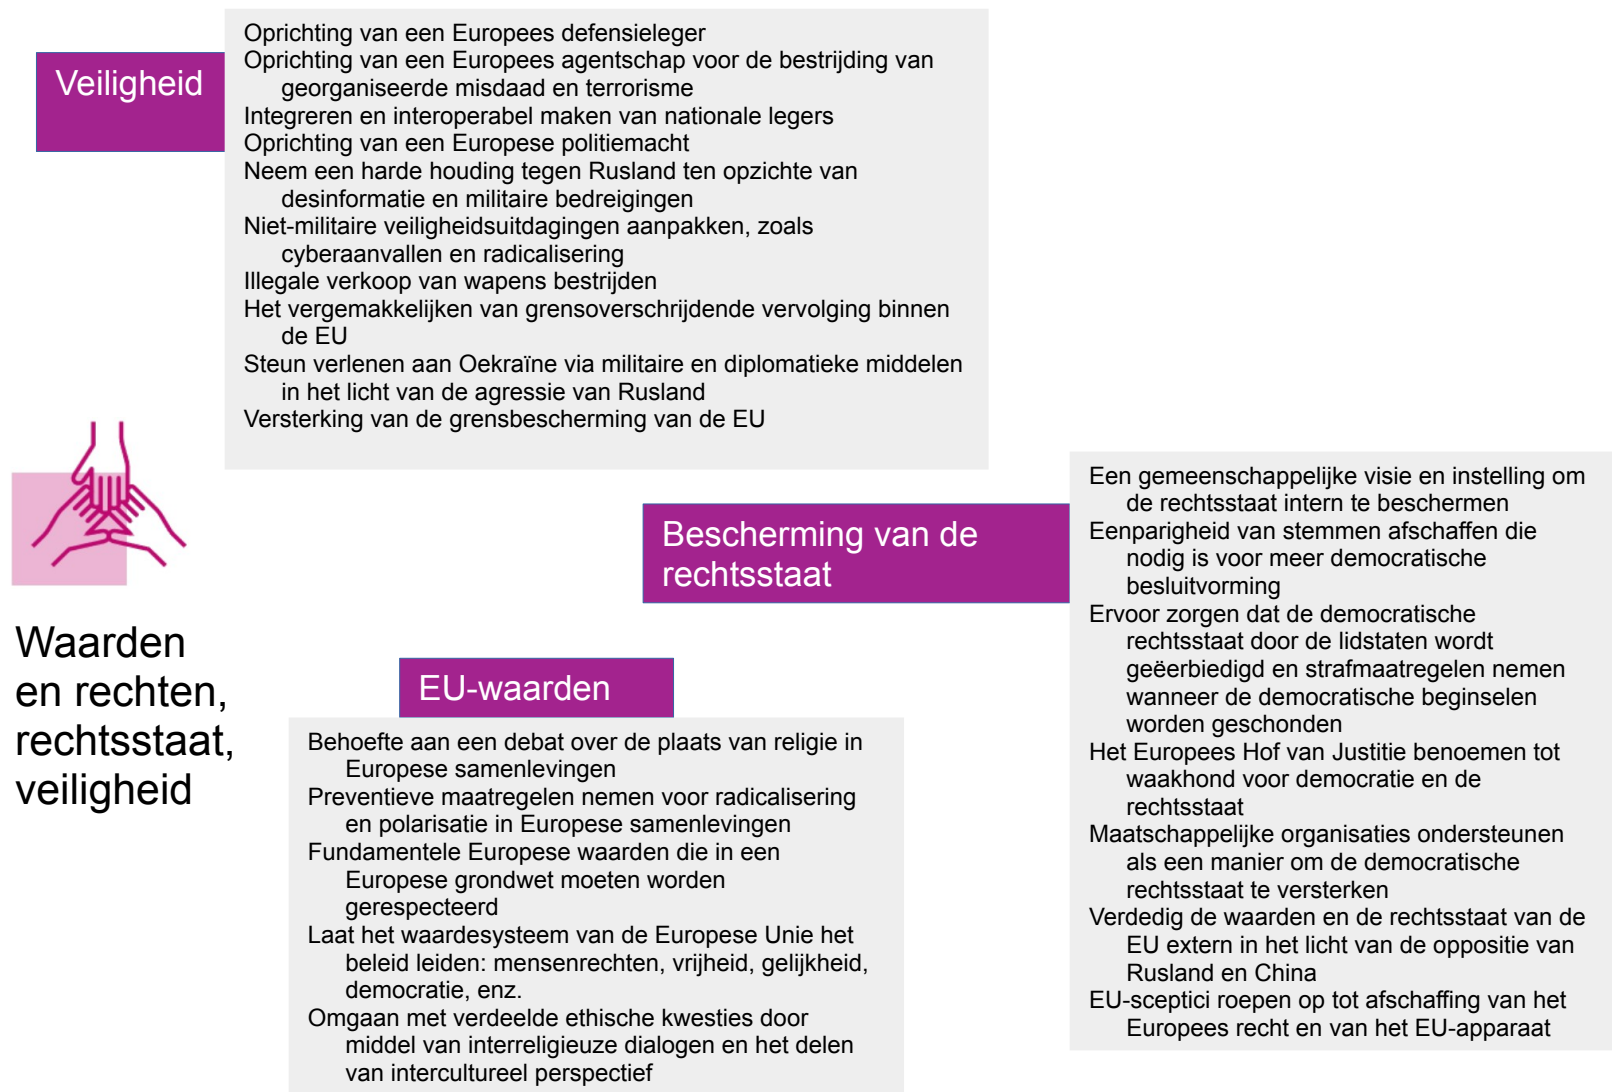 Veiligheid
Oprichting van een Europees defensieleger
Oprichting van een Europees agentschap voor de bestrijding van
georganiseerde misdaad en terrorisme
Integreren en interoperabel maken van nationale legers
Oprichting van een Europese politiemacht
Neem een harde houding tegen Rusland ten opzichte van
desinformatie en militaire bedreigingen
Niet-militaire veiligheidsuitdagingen aanpakken, zoals
cyberaanvallen en radicalisering
Illegale verkoop van wapens bestrijden
Het vergemakkelijken van grensoverschrijdende vervolging binnen
de EU
Steun verlenen aan Oekraïne via militaire en diplomatieke middelen
in het licht van de agressie van Rusland
Versterking van de grensbescherming van de EU
Waarden
en rechten,
rechtsstaat,
veiligheid
Bescherming van de
rechtsstaat
Een gemeenschappelijke visie en instelling om
de rechtsstaat intern te beschermen
Eenparigheid van stemmen afschaffen die
nodig is voor meer democratische
besluitvorming
Ervoor zorgen dat de democratische
rechtsstaat door de lidstaten wordt
geëerbiedigd en strafmaatregelen nemen
wanneer de democratische beginselen
worden geschonden
Het Europees Hof van Justitie benoemen tot
waakhond voor democratie en de
rechtsstaat
Maatschappelijke organisaties ondersteunen
als een manier om de democratische
rechtsstaat te versterken
Verdedig de waarden en de rechtsstaat van de
EU extern in het licht van de oppositie van
Rusland en China
EU-sceptici roepen op tot afschaffing van het
Europees recht en van het EU-apparaat
EU-waarden
Behoefte aan een debat over de plaats van religie in
Europese samenlevingen
Preventieve maatregelen nemen voor radicalisering
en polarisatie in Europese samenlevingen
Fundamentele Europese waarden die in een
Europese grondwet moeten worden
gerespecteerd
Laat het waardesysteem van de Europese Unie het
beleid leiden: mensenrechten, vrijheid, gelijkheid,
democratie, enz.
Omgaan met verdeelde ethische kwesties door
middel van interreligieuze dialogen en het delen
van intercultureel perspectief